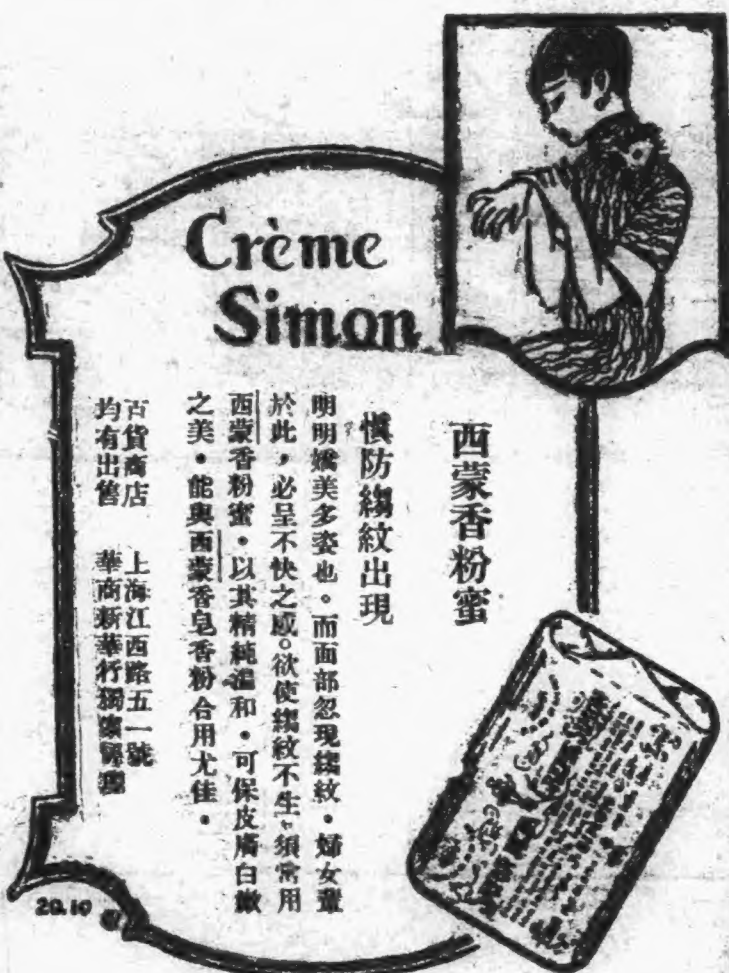 Crème
Simon
西蒙香粉蜜
慎防縐紋出現
明明嬌美多姿也。而面部忽現縐紋。婦女輩
於此,必呈不快之感。欲使縐紋不生,須常用
西蒙香粉蜜。以其精純溫和。可保皮膚白嫩
之美。能與西蒙香皂香粉合用尤佳。
百貨商店
均有出售
上海江西路五一號
華商新華行獨家經理
20.10